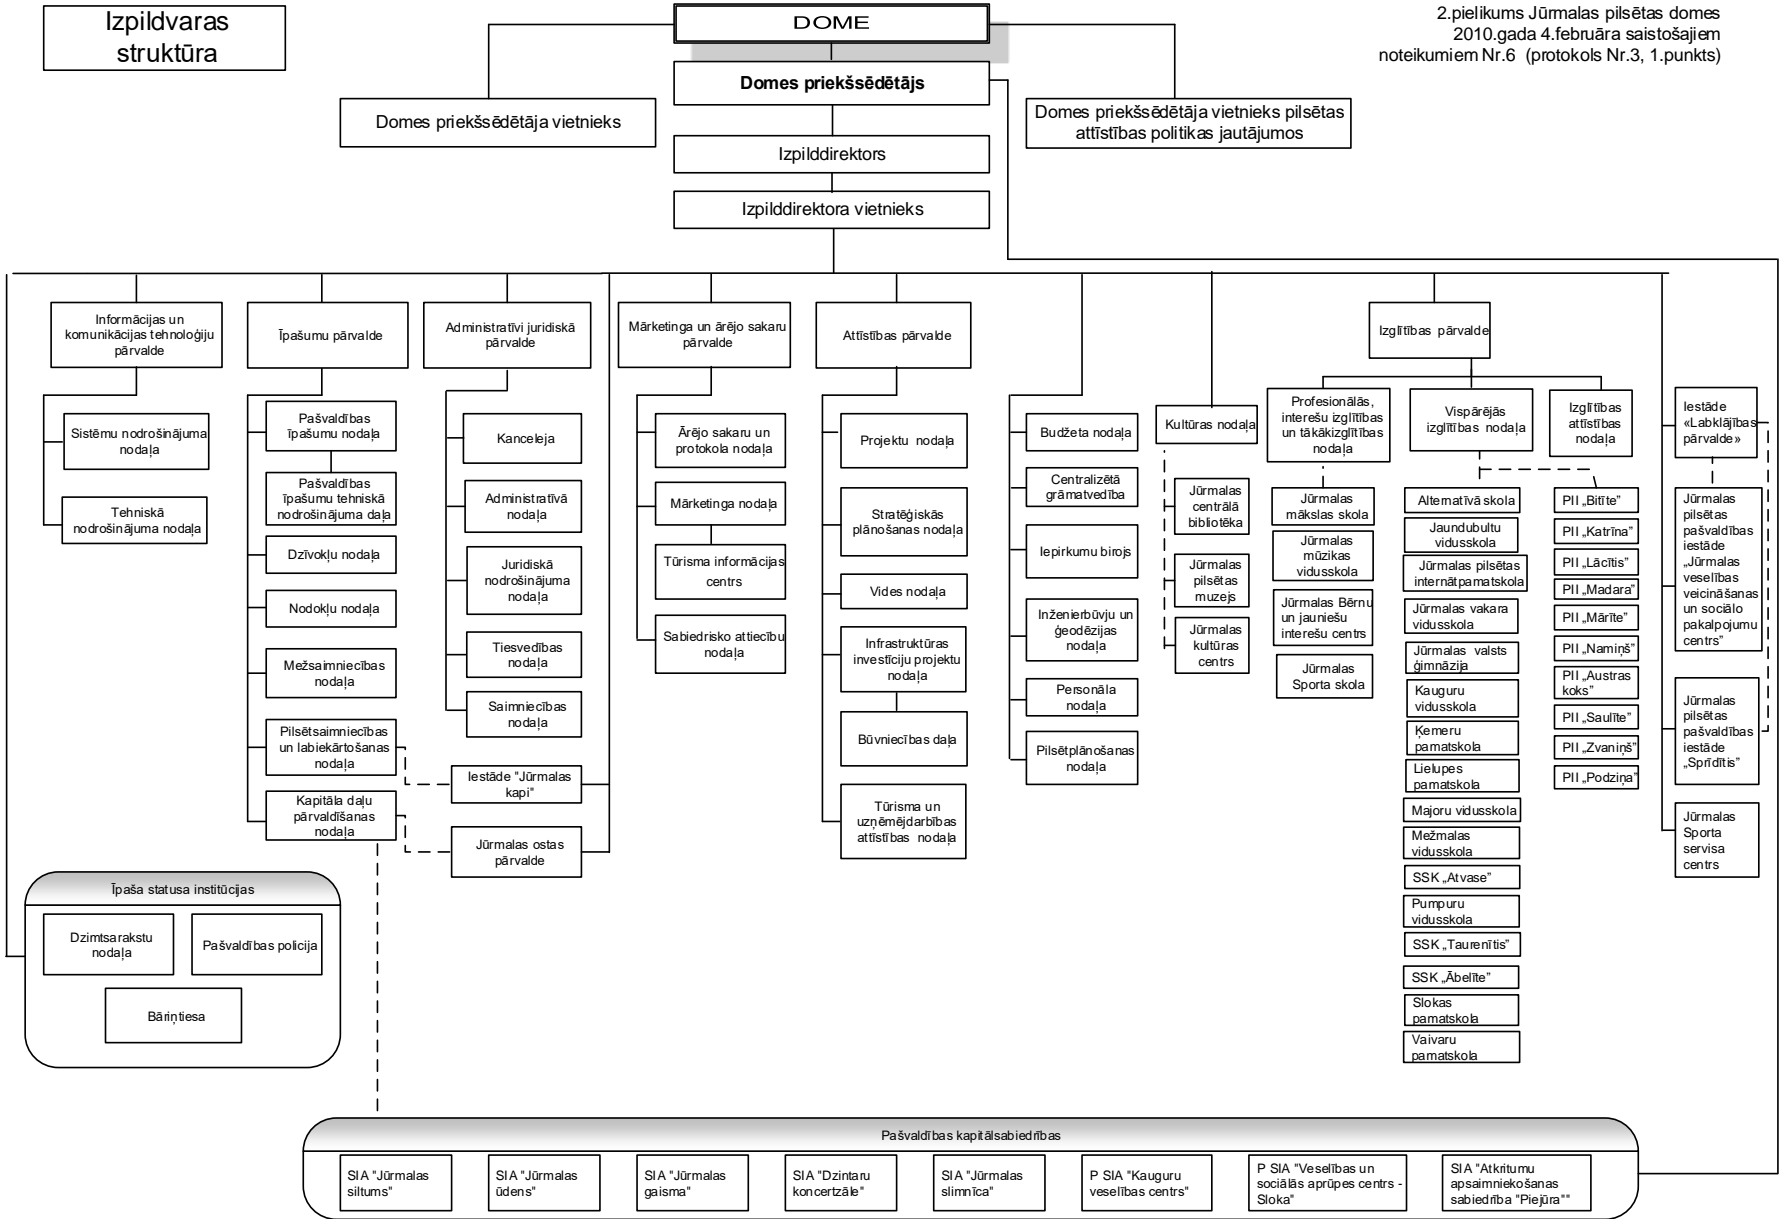 Izpildvaras
struktūra
DOME
2.pielikums Jūrmalas pilsētas domes
2010.gada 4.februāra saistošajiem
noteikumiem Nr.6 (protokols Nr.3, 1.punkts)
Domes priekšsēdētājs
Domes priekšsēdētāja vietnieks
Domes priekšsēdētāja vietnieks pilsētas
attīstības politikas jautājumos
Izpilddirektors
Izpilddirektora vietnieks
Informācijas un
komunikācijas tehnoloģiju
pārvalde
Īpašumu pārvalde
Administratīvi juridiskā
pārvalde
Mārketinga un ārējo sakaru
pārvalde
Attīstības pārvalde
Izglītības pārvalde
Sistēmu nodrošinājuma
nodaļa
Tehniskā
nodrošinājuma nodaļa
Pašvaldības
īpašumu nodaļa
Pašvaldības
īpašumu tehniskā
nodrošinājuma daļa
Dzīvokļu nodaļa
Nodokļu nodaļa
Mežsaimniecības
nodaļa
Pilsētsaimniecības
un labiekārtošanas
nodaļa
Kapitāla daļu
pārvaldīšanas
nodaļa
Kanceleja
Administratīvā
nodaļa
Juridiskā
nodrošinājuma
nodaļa
Tiesvedības
nodaļa
Saimniecības
nodaļa
Iestāde "Jūrmalas
kapi"
Jūrmalas ostas
pārvalde
Ārējo sakaru un
protokola nodaļa
Mārketinga nodaļa
Tūrisma informācijas
centrs
Sabiedrisko attiecību
nodaļa
Projektu nodaļa
Stratēģiskās
plānošanas nodaļa
Vides nodaļa
Infrastruktūras
investīciju projektu
nodaļa
Būvniecības daļa
Tūrisma un
uzņēmējdarbības
attīstības nodaļa
Budžeta nodaļa
Centralizētā
grāmatvedība
Iepirkumu birojs
Inženierbūvju un
ģeodēzijas
nodaļa
Personāla
nodaļa
Pilsētplānošanas
nodaļa
Kultūras nodaļa
Jūrmalas
centrālā
bibliotēka
Jūrmalas
pilsētas
muzejs
Jūrmalas
kultūras
centrs
Profesionālās,
interešu izglītības
un tākākizglītības
nodaļa
Jūrmalas
mākslas skola
Jūrmalas
mūzikas
vidusskola
Jūrmalas Bērnu
un jauniešu
interešu centrs
Jūrmalas
Sporta skola
Vispārējās
izglītības nodaļa
Alternatīvā skola
Jaundubultu
vidusskola
Jūrmalas pilsētas
internātpamatskola
Jūrmalas vakara
vidusskola
Jūrmalas valsts
ģimnāzija
Kauguru
vidusskola
Ķemeru
pamatskola
Lielupes
pamatskola
Majoru vidusskola
Mežmalas
vidusskola
SSK „Atvase”
Pumpuru
vidusskola
SSK „Taurenītis”
SSK „Ābelīte”
Slokas
pamatskola
Vaivaru
pamatskola
Izglītības
attīstības
nodaļa
PII „Bitīte”
PII „Katrīna”
PII „Lācītis”
PII „Madara”
PII „Mārīte”
PII „Namiņš”
PII „Austras
koks”
PII „Saulīte”
PII „Zvaniņš”
PII „Podziņa”
Iestāde
«Labklājības
pārvalde»
Jūrmalas
pilsētas
pašvaldības
iestāde
„Jūrmalas
veselības
veicināšanas
un sociālo
pakalpojumu
centrs”
Jūrmalas
pilsētas
pašvaldības
iestāde
„Sprīdītis”
Jūrmalas
Sporta
servisa
centrs
Īpaša statusa institūcijas
Dzimtsarakstu
nodaļa
Pašvaldības policija
Bāriņtiesa
Pašvaldības kapitālsabiedrības
SIA "Jūrmalas
siltums"
SIA "Jūrmalas
ūdens"
SIA "Jūrmalas
gaisma"
SIA "Dzintaru
koncertzāle"
SIA "Jūrmalas
slimnīca"
P SIA "Kauguru
veselības centrs"
P SIA "Veselības un
sociālās aprūpes centrs -
Sloka"
SIA "Atkritumu
apsaimniekošanas
sabiedrība "Piejūra""